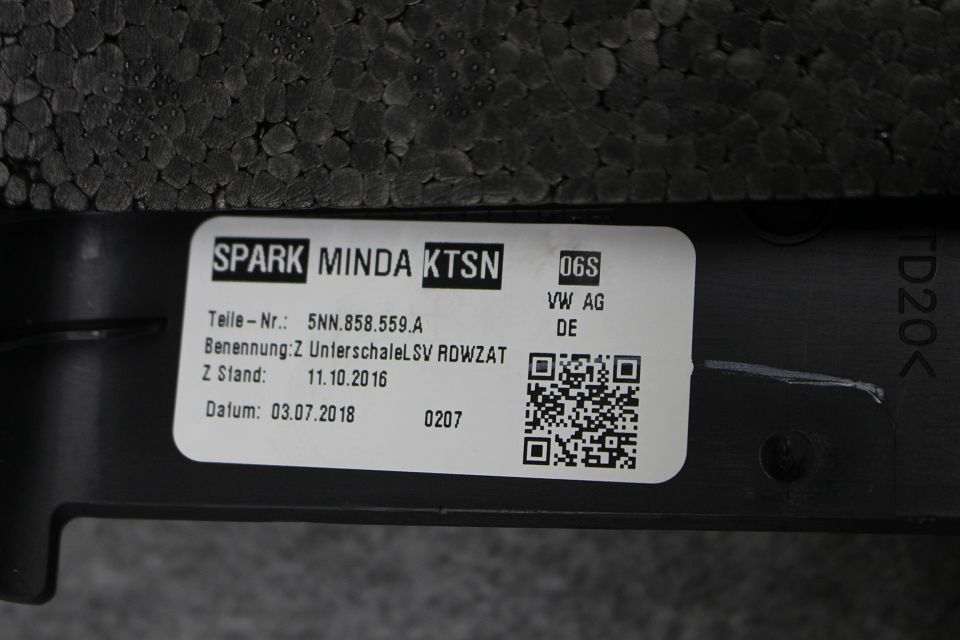 SPARK MINDA KTSN
06S
VW AG
DE
Teile-Nr.: 5NN.858.559.A
Benennung:Z UnterschaleLSV RDWZAT
Z Stand: 11.10.2016
Datum: 03.07.2018 0207
TD20<